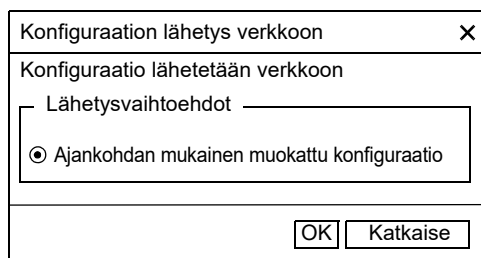 Konfiguraation lähetys verkkoon
Konfiguraatio lähetetään verkkoon
Lähetysvaihtoehdot
Ajankohdan mukainen muokattu konfiguraatio
OK Katkaise